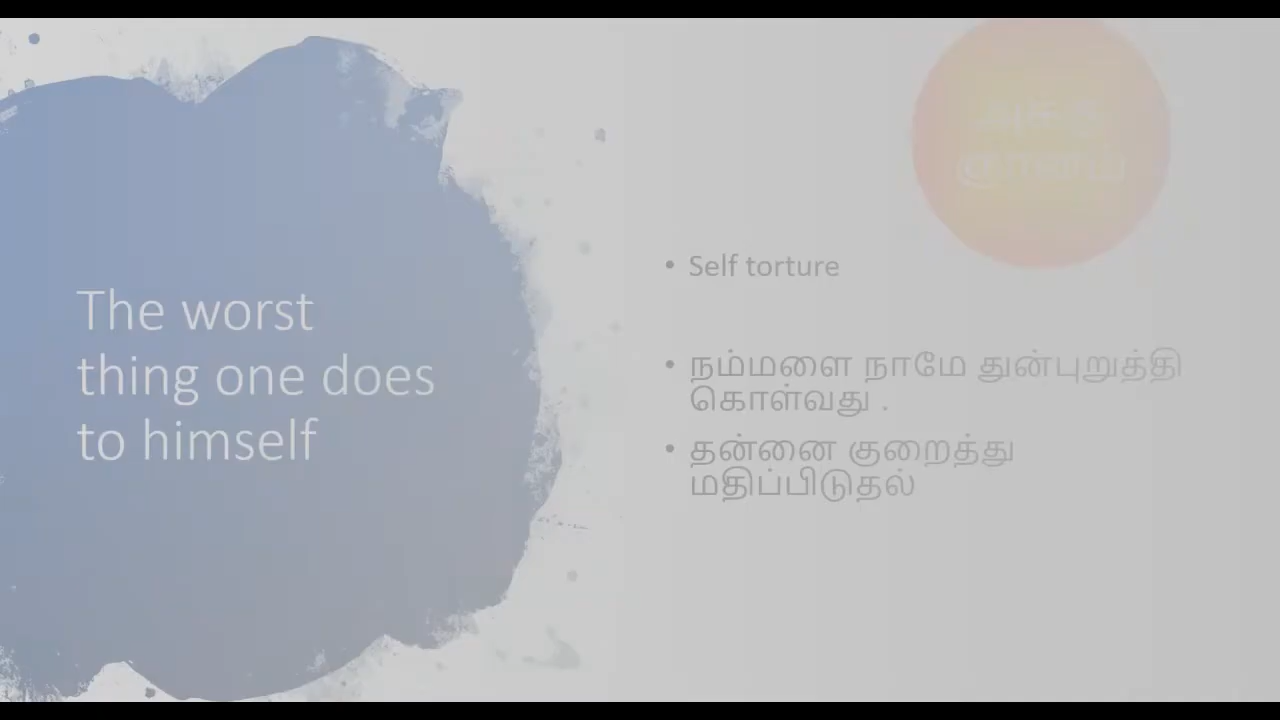 The worst
thing one does
to himself
• Self torture
• நம்மளை நாமே துன்புறுத்தி
கொள்வது .
• தன்னை குறைத்து
மதிப்பிடுதல்